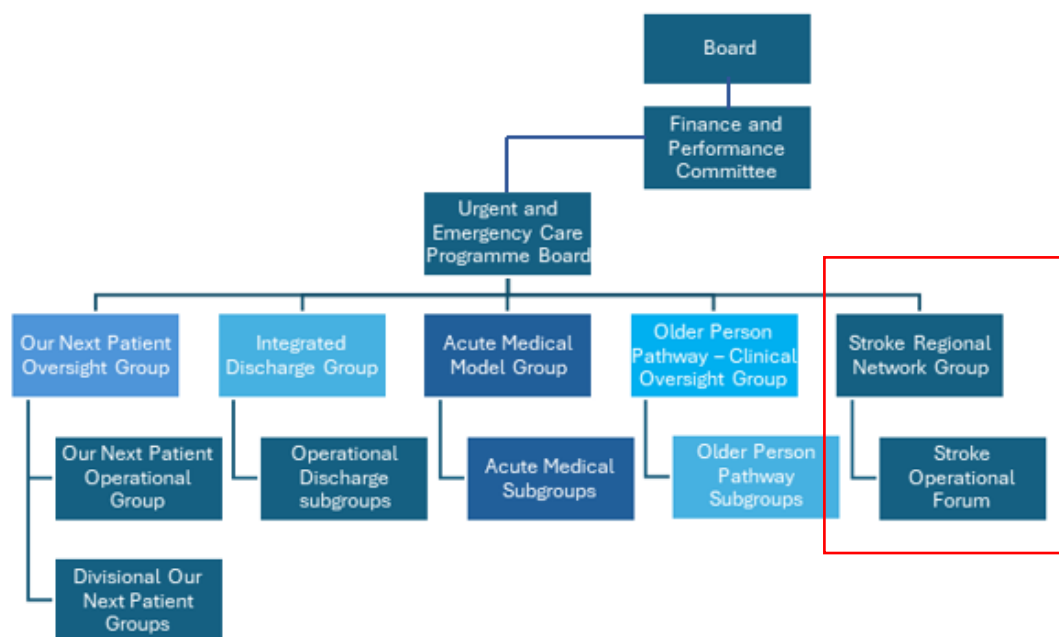 Board
Finance and
Performance
Committee
Urgent and
Emergency Care
Programme Board
Our Next Patient
Oversight Group
Integrated
Discharge Group
Acute Medical
Model Group
Older Person
Pathway – Clinical
Oversight Group
Stroke Regional
Network Group
Our Next Patient
Operational
Group
Operational
Discharge
subgroups
Acute Medical
Subgroups
Older Person
Pathway
Subgroups
Stroke
Operational
Forum
Divisional Our
Next Patient
Groups